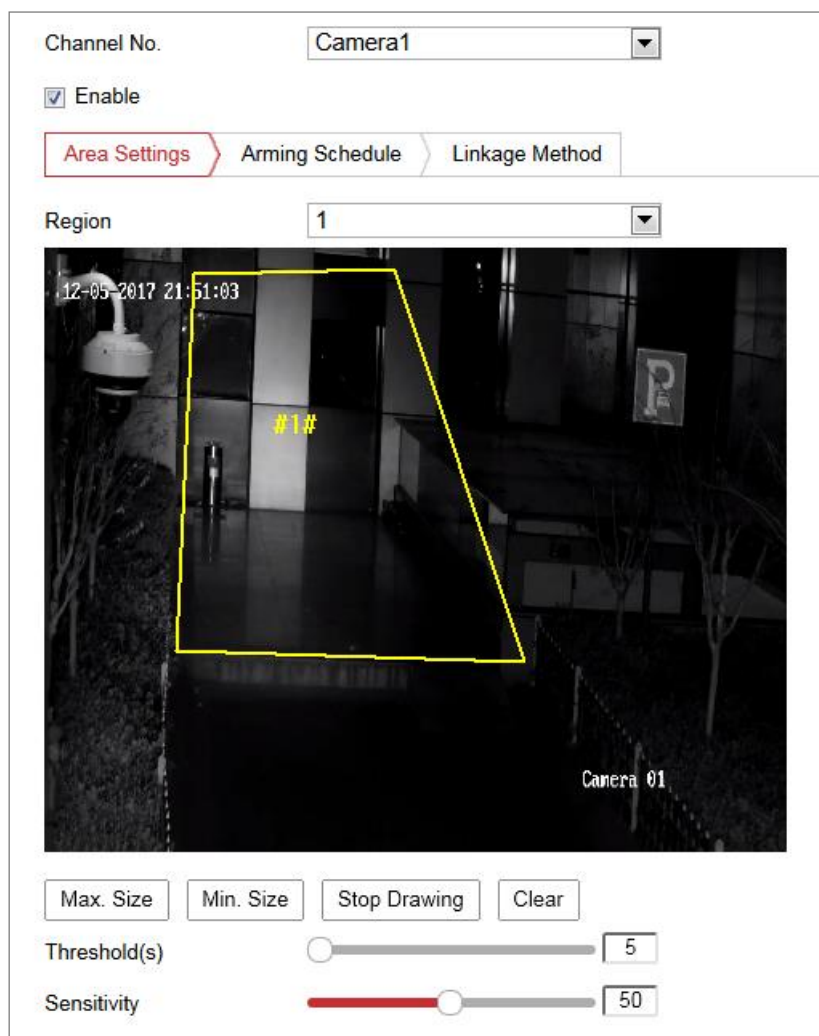 Channel No. Camera1
Enable
Area Settings Arming Schedule Linkage Method
Region 1
12-05-2017 21:51:03
P
#1#
Camera 01
Max. Size Min. Size Stop Drawing Clear
Threshold(s) 5
Sensitivity 50